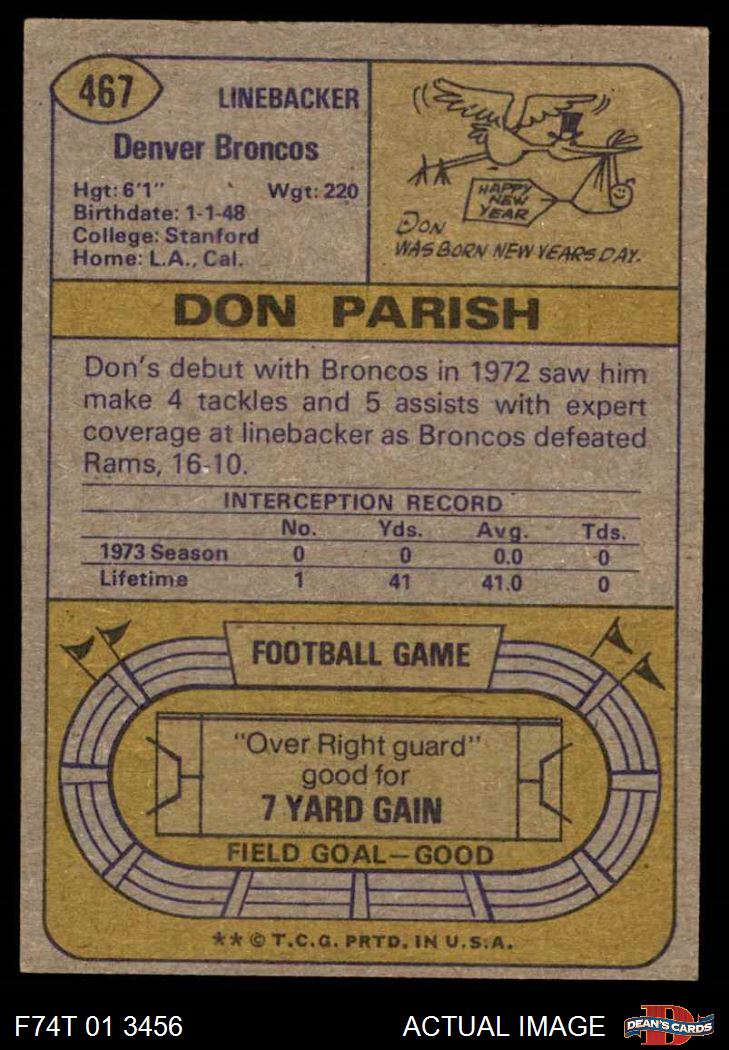 467
LINEBACKER
Denver Broncos
Hgt: 6'1" Wgt: 220
Birthdate: 1-1-48
College: Stanford
Home: L.A., Cal.
HAPPY
NEW
YEAR
DON
WAS BORN NEW YEARS DAY.
DON PARISH
Don's debut with Broncos in 1972 saw him
make 4 tackles and 5 assists with expert
coverage at linebacker as Broncos defeated
Rams, 16-10.
INTERCEPTION RECORD
No. Yds. Avg. Tds.
1973 Season 0 0 0.0 0
Lifetime 1 41 41.0 0
FOOTBALL GAME
"Over Right guard"
good for
7 YARD GAIN
FIELD GOAL—GOOD
** © T.C.G. PRTD. IN U.S.A.
F74T 01 3456 ACTUAL IMAGE
D
DEAN'S CARDS